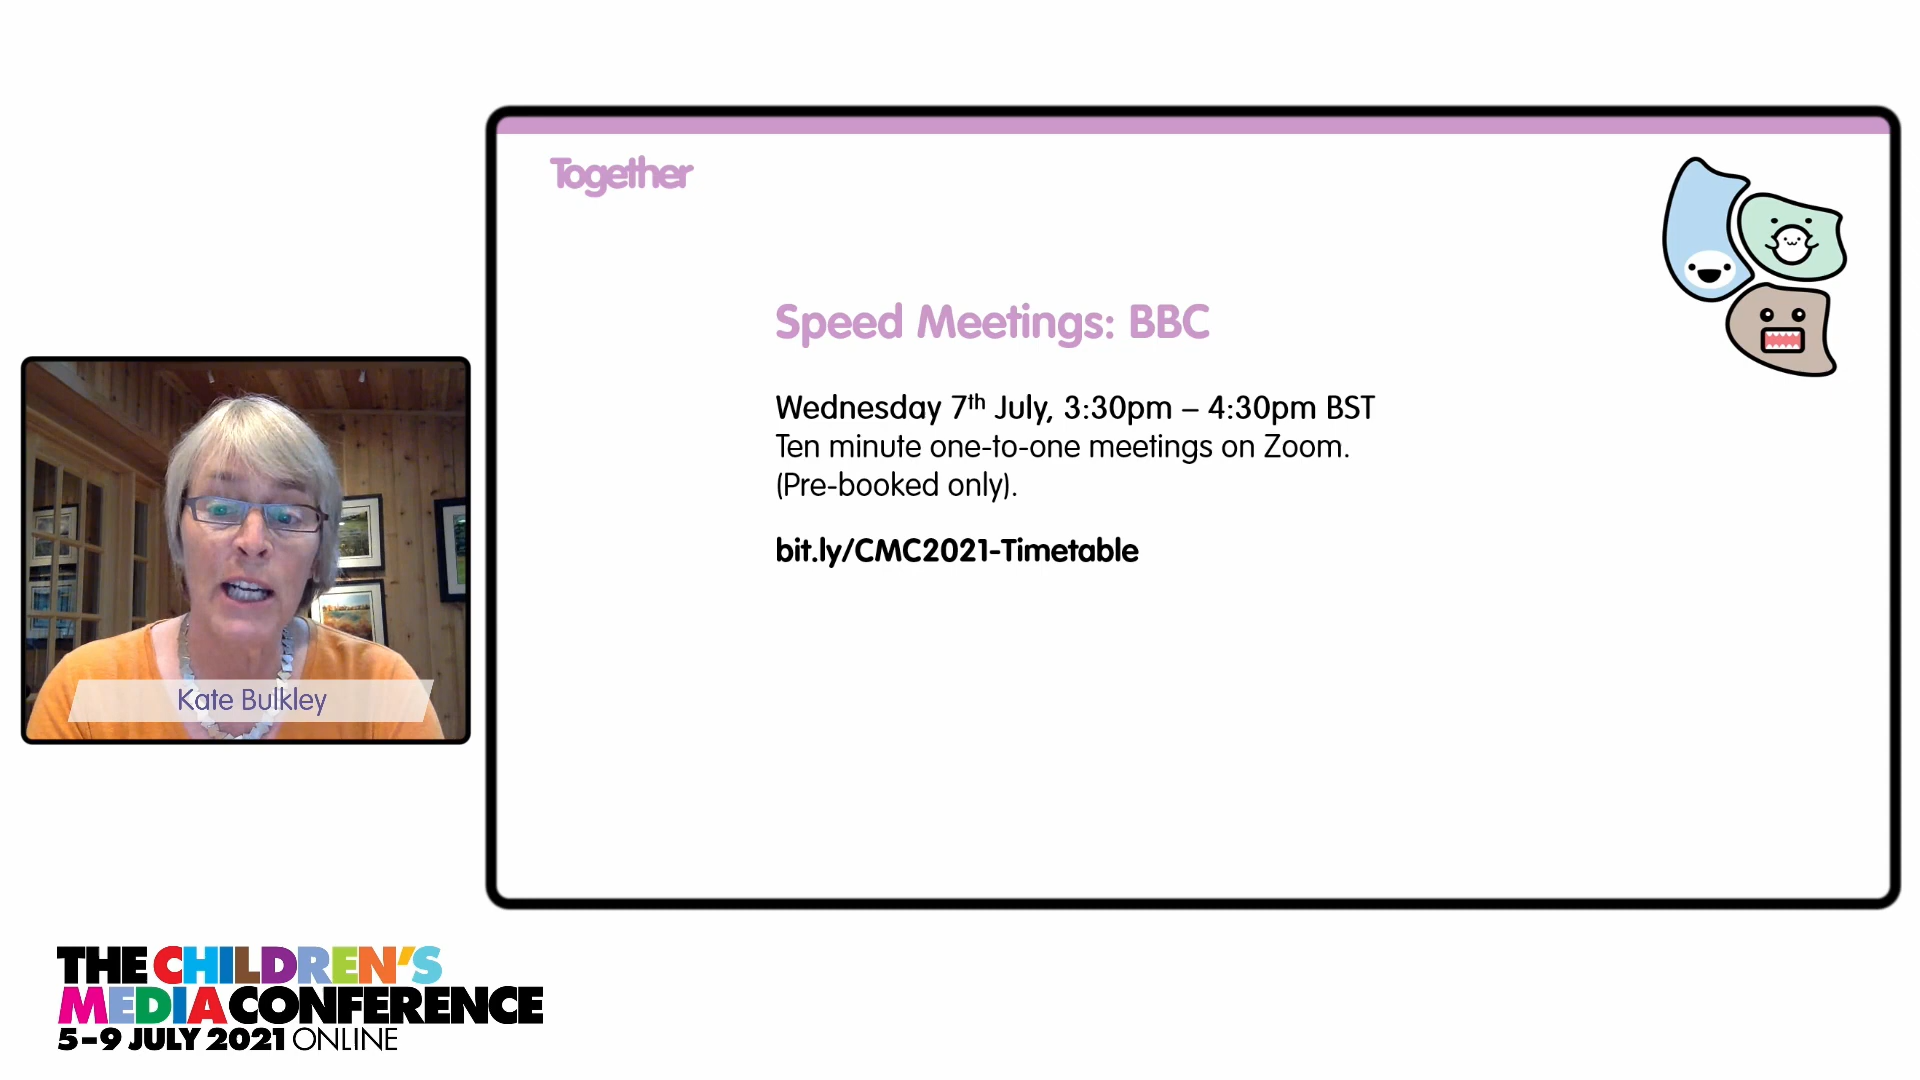 Together
Speed Meetings: BBC
Wednesday 7th July, 3:30pm – 4:30pm BST
Ten minute one-to-one meetings on Zoom.
(Pre-booked only).
bit.ly/CMC2021-Timetable
Kate Bulkley
THE CHILDREN'S
MEDIA CONFERENCE
5-9 JULY 2021 ONLINE